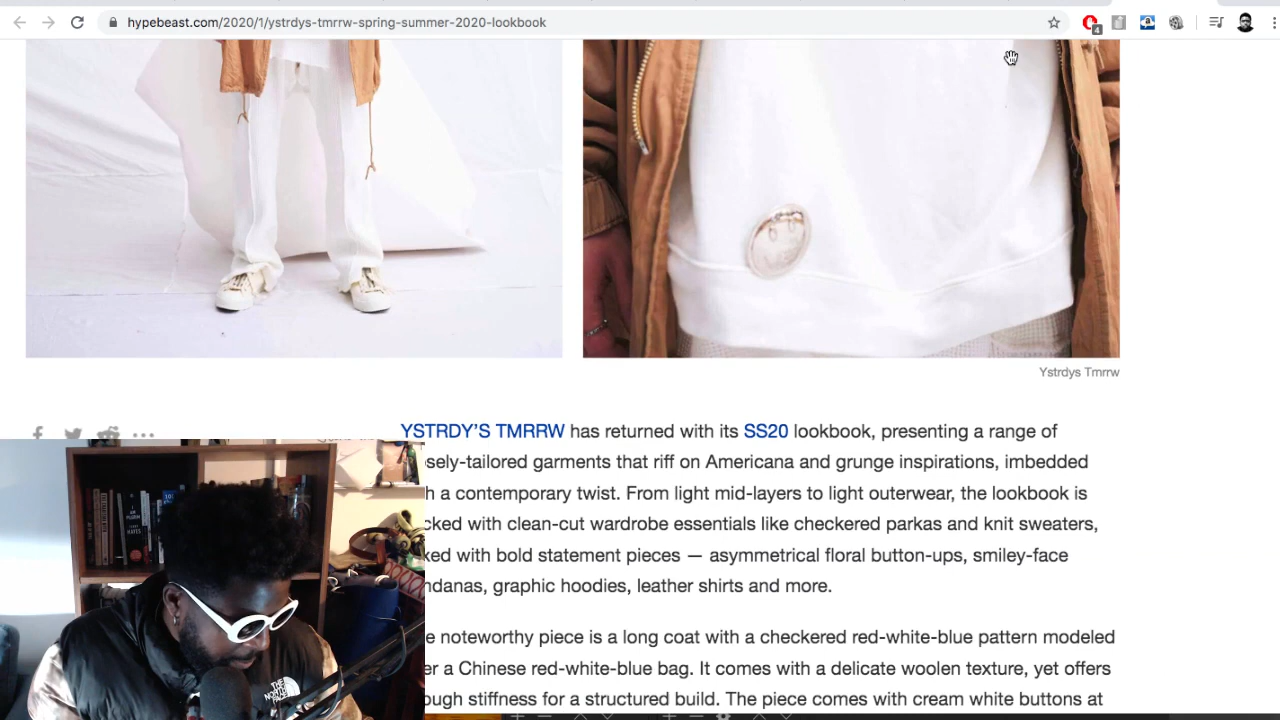 hypebeast.com/2020/1/ystrdys-tmrrw-spring-summer-2020-lookbook
4
Ystrdys Tmrrw
YSTRDY'S TMRRW has returned with its SS20 lookbook, presenting a range of
sely-tailored garments that riff on Americana and grunge inspirations, imbedded
h a contemporary twist. From light mid-layers to light outerwear, the lookbook is
cked with clean-cut wardrobe essentials like checkered parkas and knit sweaters,
ked with bold statement pieces — asymmetrical floral button-ups, smiley-face
ndanas, graphic hoodies, leather shirts and more.
e noteworthy piece is a long coat with a checkered red-white-blue pattern modeled
er a Chinese red-white-blue bag. It comes with a delicate woolen texture, yet offers
ough stiffness for a structured build. The piece comes with cream white buttons at
THE NORTH FACE